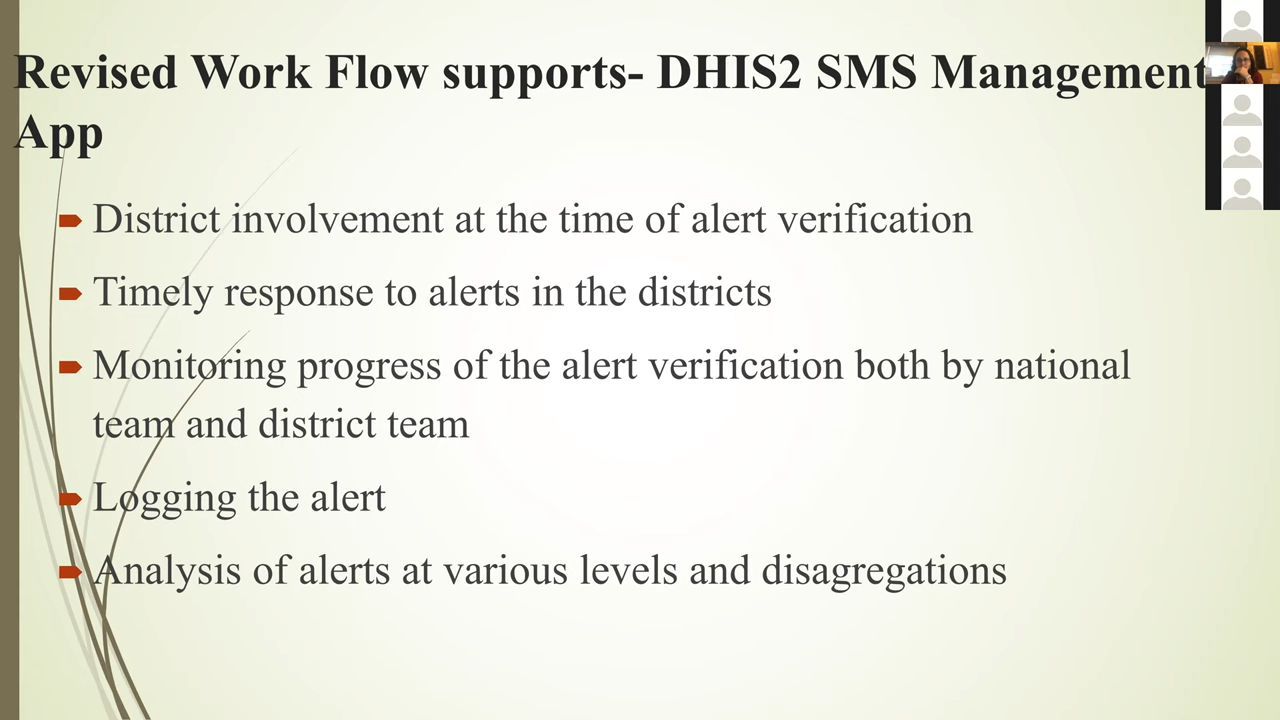 Revised Work Flow supports- DHIS2 SMS Management
App
District involvement at the time of alert verification
Timely response to alerts in the districts
Monitoring progress of the alert verification both by national
team and district team
Logging the alert
Analysis of alerts at various levels and disagregations